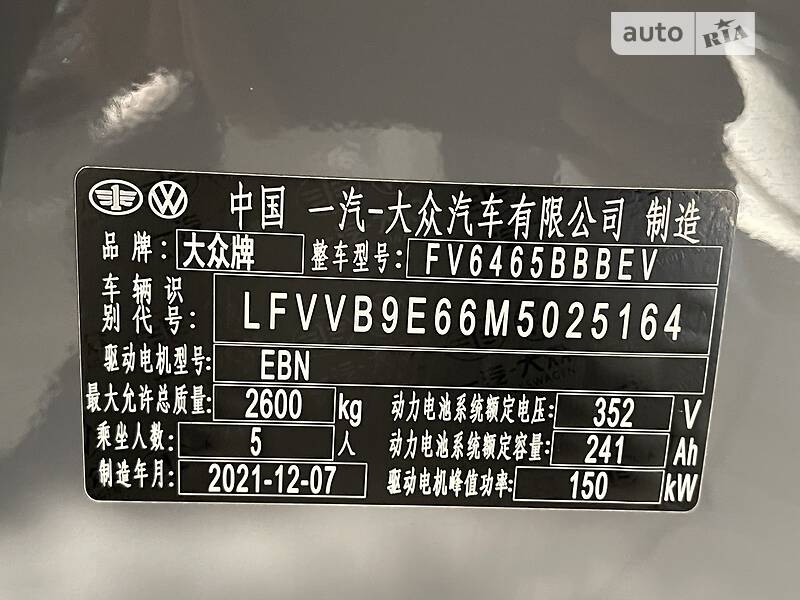 auto RIA
中国 一汽-大众汽车有限公司 制造
品牌: 大众牌 整车型号: FV6465BBBEV
车辆识别代号: LFVVB9E66M5025164
驱动电机型号: EBN
最大允许总质量: 2600 kg 动力电池系统额定电压: 352 V
乘坐人数: 5 人 动力电池系统额定容量: 241 Ah
制造年月: 2021-12-07 驱动电机峰值功率: 150 kW